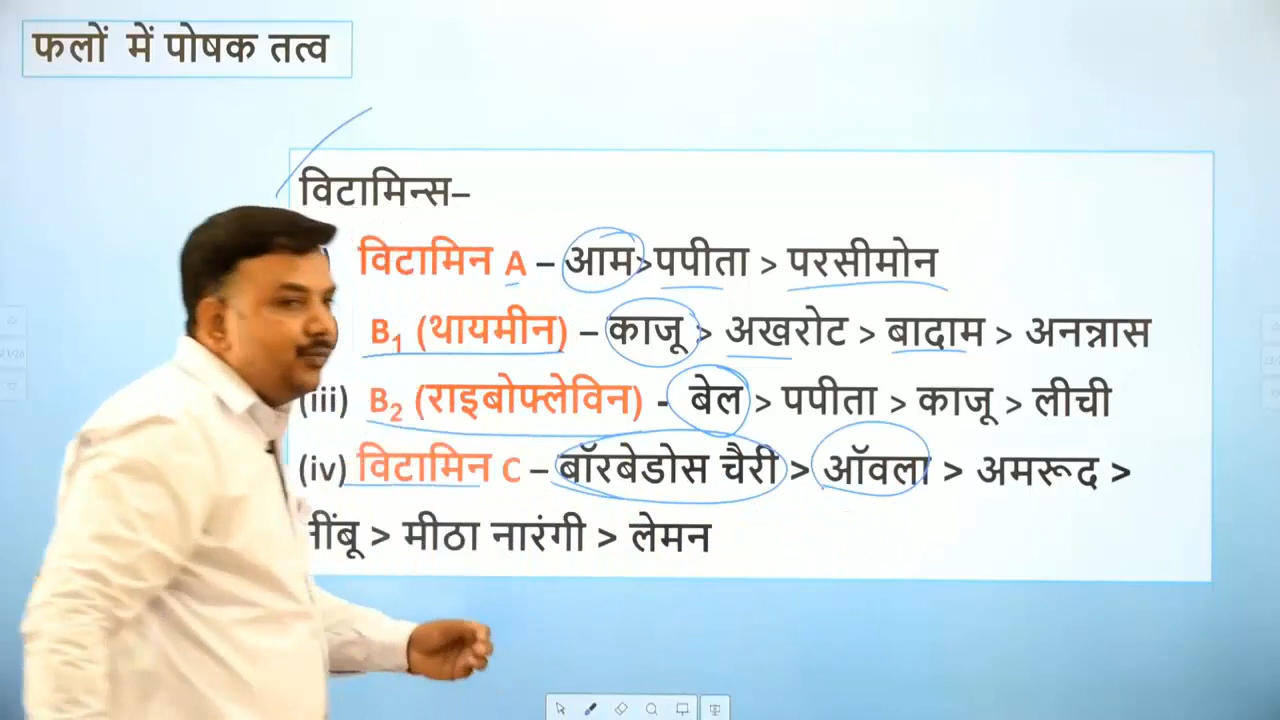 फलों में पोषक तत्व
विटामिन्स–
विटामिन A – आम>पपीता > परसीमोन
B₁ (थायमीन) – काजू > अखरोट > बादाम > अनन्नास
(iii) B₂ (राइबोफ्लेविन) - बेल > पपीता > काजू > लीची
(iv) विटामिन C – बॉरबेडोस चैरी > ऑवला > अमरूद >
नींबू > मीठा नारंगी > लेमन